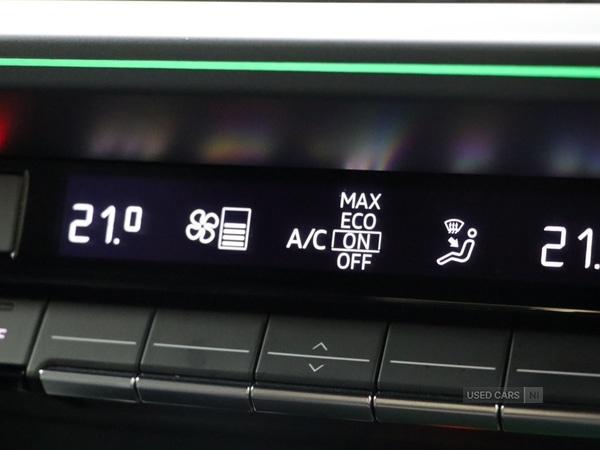 21.0
A/C
MAX
ECO
ON
OFF
21.
USED CARS NI